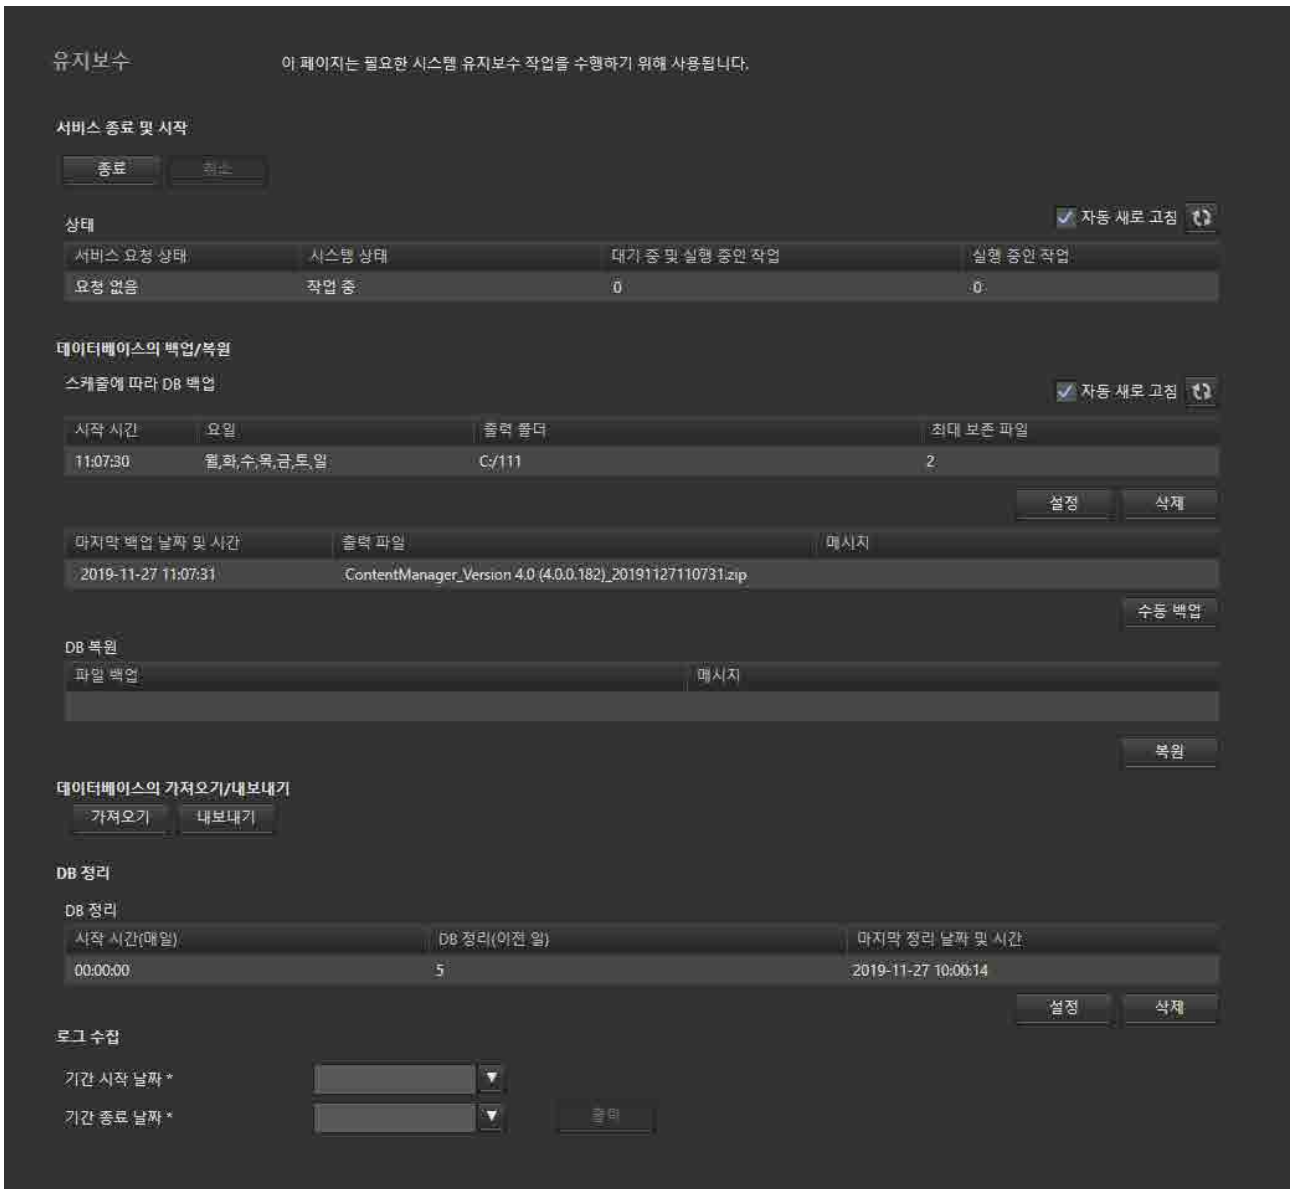 유지보수
이 페이지는 필요한 시스템 유지보수 작업을 수행하기 위해 사용됩니다.
서비스 종료 및 시작
종료 취소
상태 자동 새로 고침
서비스 요청 상태 시스템 상태 대기 중 및 실행 중인 작업 실행 중인 작업
요청 없음 작업 중 0 0
데이터베이스의 백업/복원
스케줄에 따라 DB 백업 자동 새로 고침
시작 시간 요일 출력 폴더 최대 보존 파일
11:07:30 월,화,수,목,금,토,일 C:/111 2
설정 삭제
마지막 백업 날짜 및 시간 출력 파일 메시지
2019-11-27 11:07:31 ContentManager_Version 4.0 (4.0.0.182)_20191127110731.zip
수동 백업
DB 복원
파일 백업 메시지
복원
데이터베이스의 가져오기/내보내기
가져오기 내보내기
DB 정리
DB 정리
시작 시간(매일) DB 정리(이전 일) 마지막 정리 날짜 및 시간
00:00:00 5 2019-11-27 10:00:14
설정 삭제
로그 수집
기간 시작 날짜 *
기간 종료 날짜 * 출력